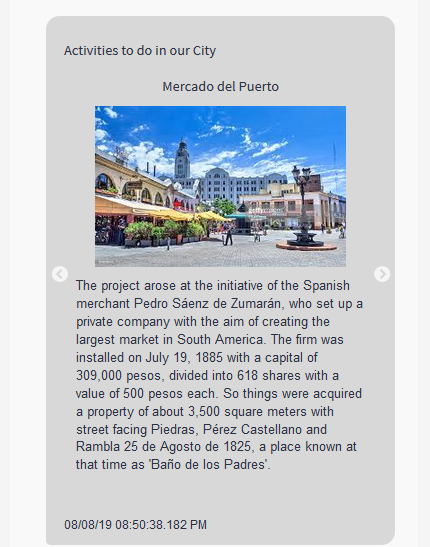 Activities to do in our City
Mercado del Puerto
gettyimages
The project arose at the initiative of the Spanish
merchant Pedro Sáenz de Zumarán, who set up a
private company with the aim of creating the
largest market in South America. The firm was
installed on July 19, 1885 with a capital of
309,000 pesos, divided into 618 shares with a
value of 500 pesos each. So things were acquired
a property of about 3,500 square meters with
street facing Piedras, Pérez Castellano and
Rambla 25 de Agosto de 1825, a place known at
that time as 'Baño de los Padres'.
08/08/19 08:50:38.182 PM